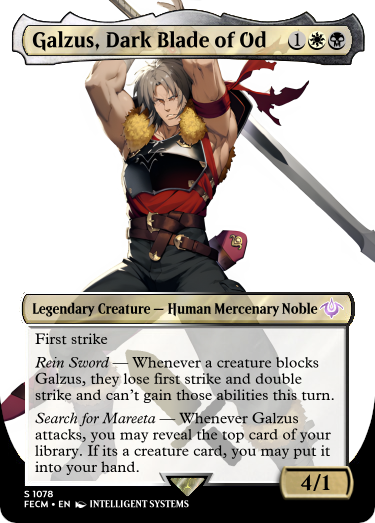 Galzus, Dark Blade of Od 1
Legendary Creature — Human Mercenary Noble
First strike
Rein Sword — Whenever a creature blocks
Galzus, they lose first strike and double
strike and can't gain those abilities this turn.
Search for Mareeta — Whenever Galzus
attacks, you may reveal the top card of your
library. If its a creature card, you may put it
into your hand.
4/1
S 1078
FECM • EN INTELLIGENT SYSTEMS